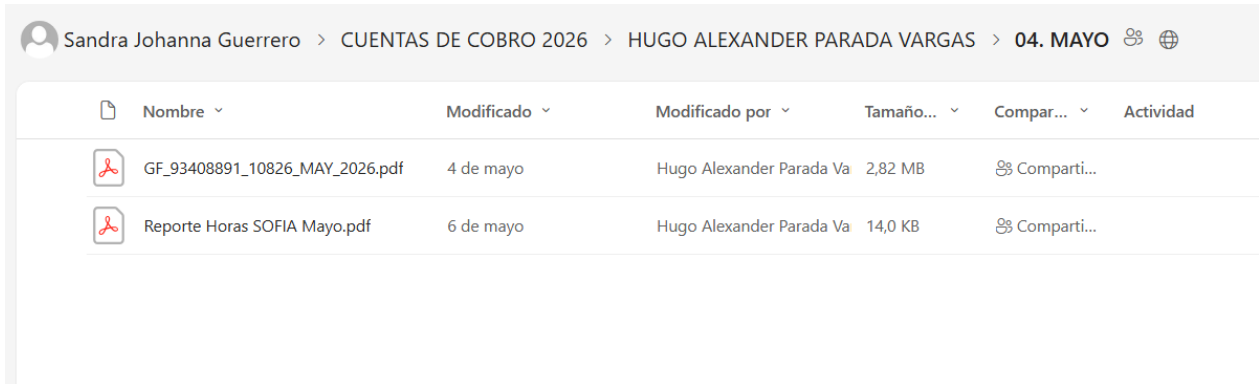 Sandra Johanna Guerrero > CUENTAS DE COBRO 2026 > HUGO ALEXANDER PARADA VARGAS > 04. MAYO
Nombre Modificado Modificado por Tamaño... Compar... Actividad
GF_93408891_10826_MAY_2026.pdf 4 de mayo Hugo Alexander Parada Va 2,82 MB Comparti...
Reporte Horas SOFIA Mayo.pdf 6 de mayo Hugo Alexander Parada Va 14,0 KB Comparti...